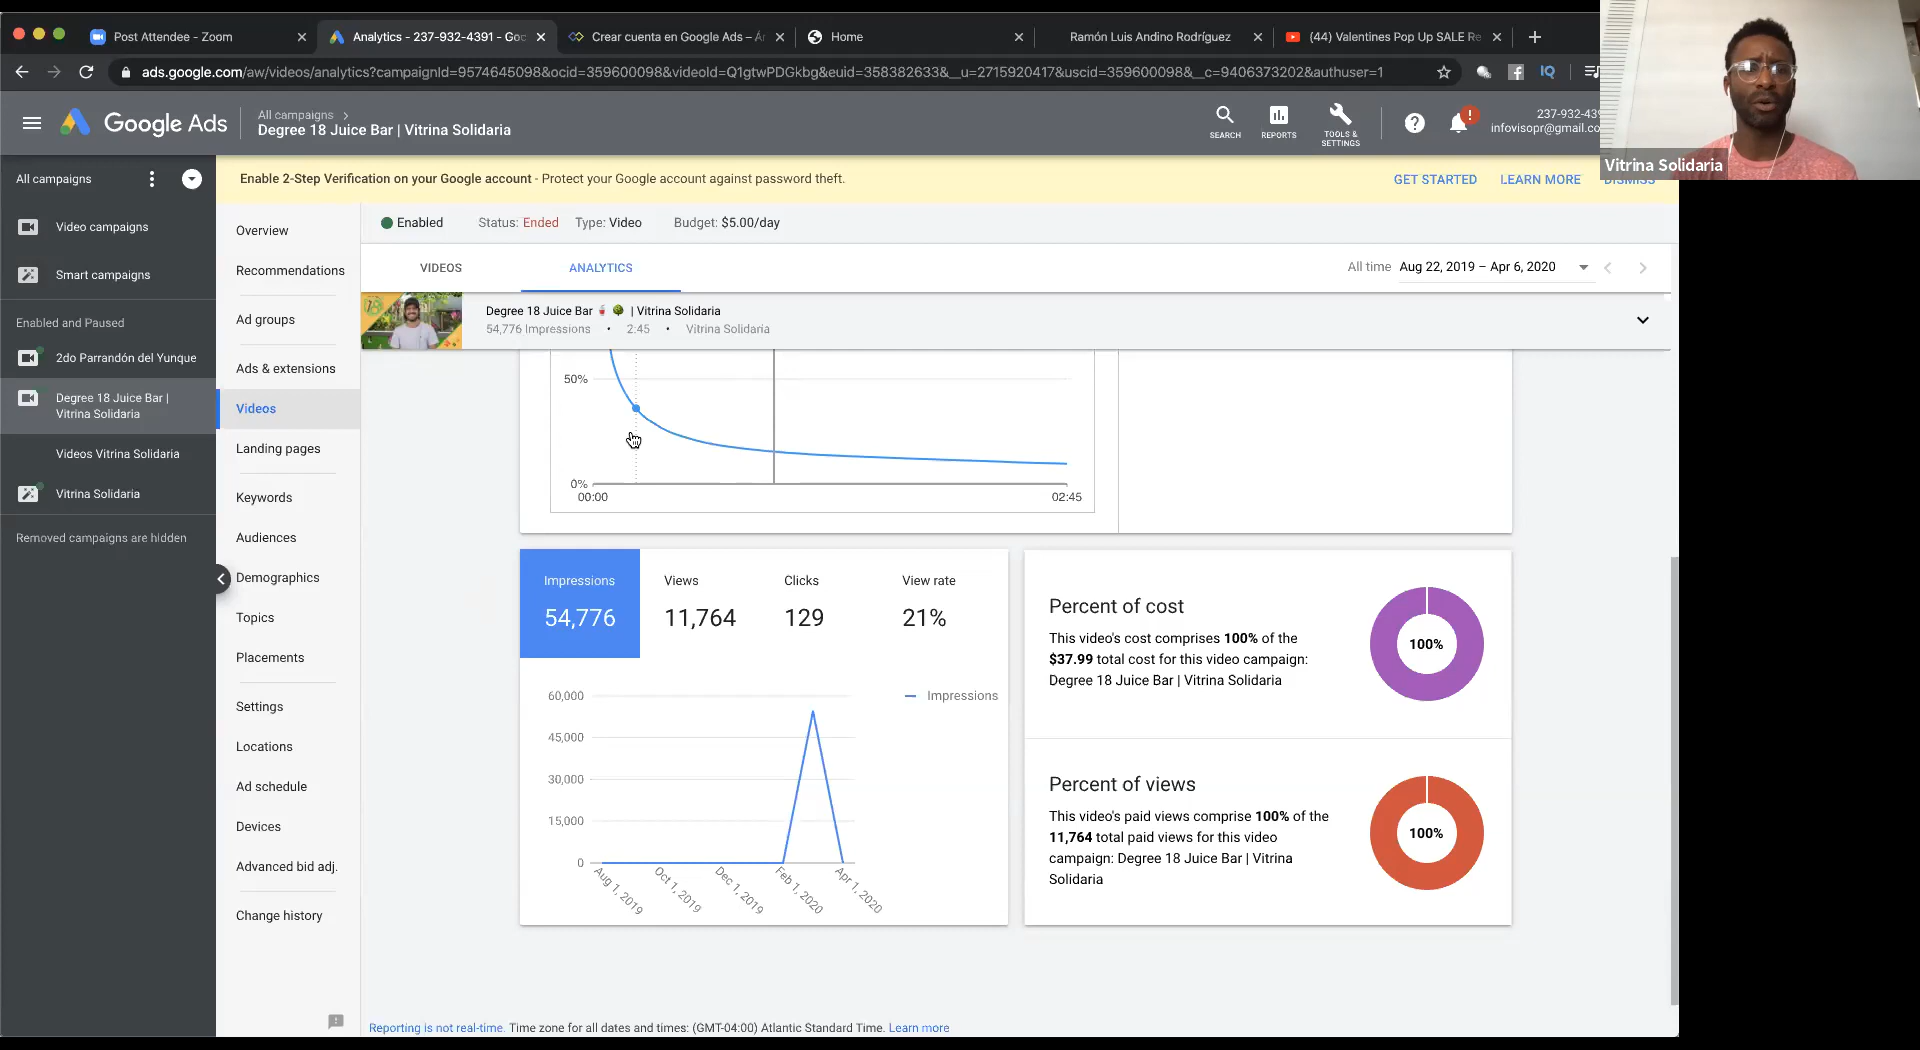 Post Attendee - Zoom
Analytics - 237-932-4391 - Goo
Crear cuenta en Google Ads – Ár
Home
Ramón Luis Andino Rodríguez
(44) Valentines Pop Up SALE Re
ads.google.com/aw/videos/analytics?campaignId=9574645098&ocid=359600098&videoId=Q1gtwPDGkbg&euid=358382633&__u=2715920417&uscid=359600098&__c=9406373202&authuser=1
IQ
Google Ads
All campaigns >
Degree 18 Juice Bar | Vitrina Solidaria
SEARCH
REPORTS
TOOLS &
SETTINGS
237-932-439
infovisopr@gmail.co
Vitrina Solidaria
All campaigns
Video campaigns
Smart campaigns
Enabled and Paused
2do Parrandón del Yunque
Degree 18 Juice Bar |
Vitrina Solidaria
Videos Vitrina Solidaria
Vitrina Solidaria
Removed campaigns are hidden
Enable 2-Step Verification on your Google account - Protect your Google account against password theft.
GET STARTED
LEARN MORE
DISMISS
Overview
Recommendations
Ad groups
Ads & extensions
Videos
Landing pages
Keywords
Audiences
Demographics
Topics
Placements
Settings
Locations
Ad schedule
Devices
Advanced bid adj.
Change history
Enabled
Status: Ended
Type: Video
Budget: $5.00/day
VIDEOS
ANALYTICS
All time Aug 22, 2019 – Apr 6, 2020
Degree 18 Juice Bar | Vitrina Solidaria
54,776 Impressions • 2:45 • Vitrina Solidaria
50%
0%
00:00
02:45
Impressions
54,776
Views
11,764
Clicks
129
View rate
21%
60,000
45,000
30,000
15,000
0
Aug 1, 2019
Oct 1, 2019
Dec 1, 2019
Feb 1, 2020
Apr 1, 2020
Impressions
Percent of cost
This video's cost comprises 100% of the
$37.99 total cost for this video campaign:
Degree 18 Juice Bar | Vitrina Solidaria
100%
Percent of views
This video's paid views comprise 100% of the
11,764 total paid views for this video
campaign: Degree 18 Juice Bar | Vitrina
Solidaria
100%
Reporting is not real-time. Time zone for all dates and times: (GMT-04:00) Atlantic Standard Time. Learn more